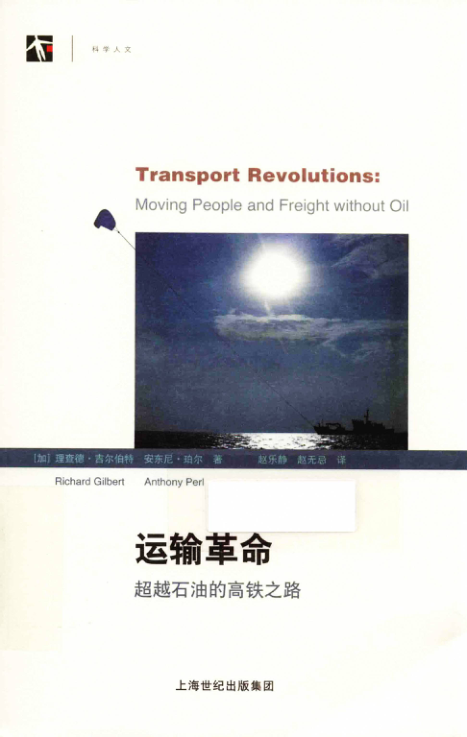 科学人文
Transport Revolutions:
Moving People and Freight without Oil
[加] 理查德·吉尔伯特 安东尼·珀尔 著 赵乐静 赵无忌 译
Richard Gilbert Anthony Perl
运输革命
超越石油的高铁之路
上海世纪出版集团